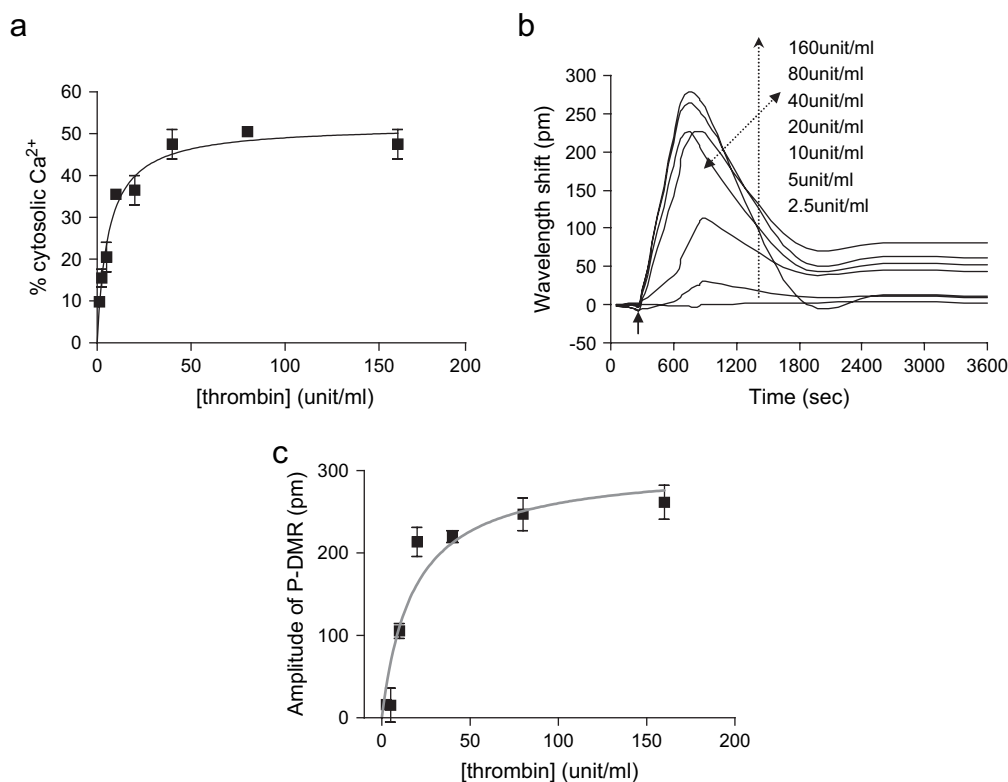 a
60
50
40
30
20
10
0
% cytosolic Ca²⁺
0 50 100 150 200
[thrombin] (unit/ml)
b
300
250
200
150
100
50
0
-50
Wavelength shift (pm)
160unit/ml
80unit/ml
40unit/ml
20unit/ml
10unit/ml
5unit/ml
2.5unit/ml
0 600 1200 1800 2400 3000 3600
Time (sec)
c
300
200
100
0
Amplitude of P-DMR (pm)
0 50 100 150 200
[thrombin] (unit/ml)